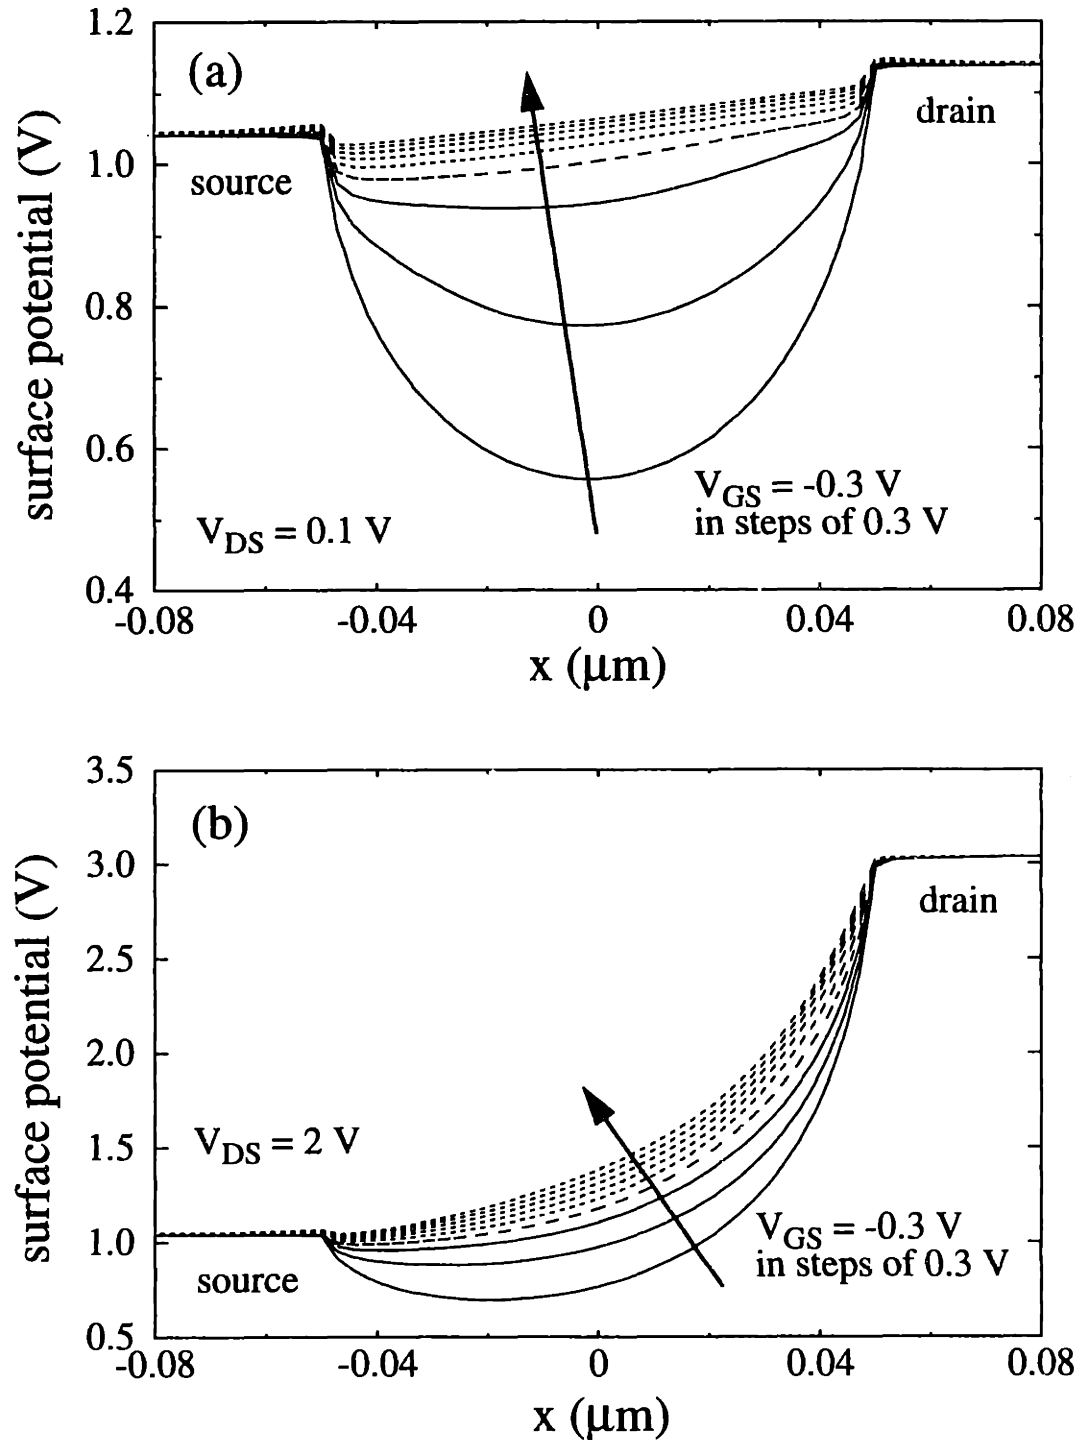 (a)
1.2
1.0
0.8
0.6
0.4
surface potential (V)
source
drain
V_GS = -0.3 V
in steps of 0.3 V
V_DS = 0.1 V
-0.08 -0.04 0 0.04 0.08
x (μm)
(b)
3.5
3.0
2.5
2.0
1.5
1.0
0.5
surface potential (V)
drain
V_DS = 2 V
V_GS = -0.3 V
in steps of 0.3 V
source
-0.08 -0.04 0 0.04 0.08
x (μm)